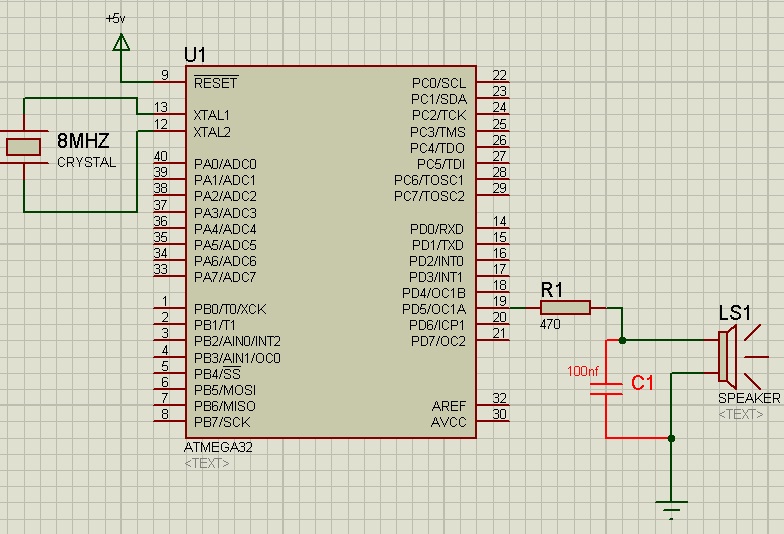 +5v
U1
9 RESET
13 XTAL1
12 XTAL2
8MHZ
CRYSTAL
40 PA0/ADC0
39 PA1/ADC1
38 PA2/ADC2
37 PA3/ADC3
36 PA4/ADC4
35 PA5/ADC5
34 PA6/ADC6
33 PA7/ADC7
1 PB0/T0/XCK
2 PB1/T1
3 PB2/AIN0/INT2
4 PB3/AIN1/OC0
5 PB4/SS
6 PB5/MOSI
7 PB6/MISO
8 PB7/SCK
PC0/SCL 22
PC1/SDA 23
PC2/TCK 24
PC3/TMS 25
PC4/TDO 26
PC5/TDI 27
PC6/TOSC1 28
PC7/TOSC2 29
PD0/RXD 14
PD1/TXD 15
PD2/INT0 16
PD3/INT1 17
PD4/OC1B 18
PD5/OC1A 19
PD6/ICP1 20
PD7/OC2 21
AREF 32
AVCC 30
ATMEGA32
<TEXT>
R1
470
100nf
C1
LS1
SPEAKER
<TEXT>